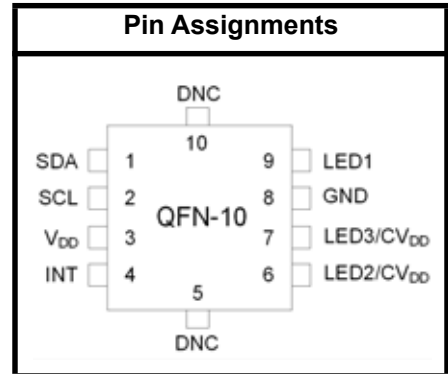 Pin Assignments
DNC
10
SDA 1 9 LED1
SCL 2 8 GND
QFN-10
VDD 3 7 LED3/CVDD
INT 4 6 LED2/CVDD
5
DNC